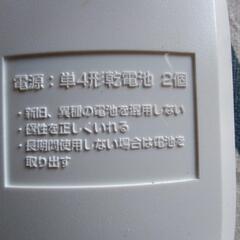 電源：単4形乾電池 2個
・新旧、異種の電池を混用しない
・極性を正しくいれる
・長期間使用しない場合は電池を
取り出す